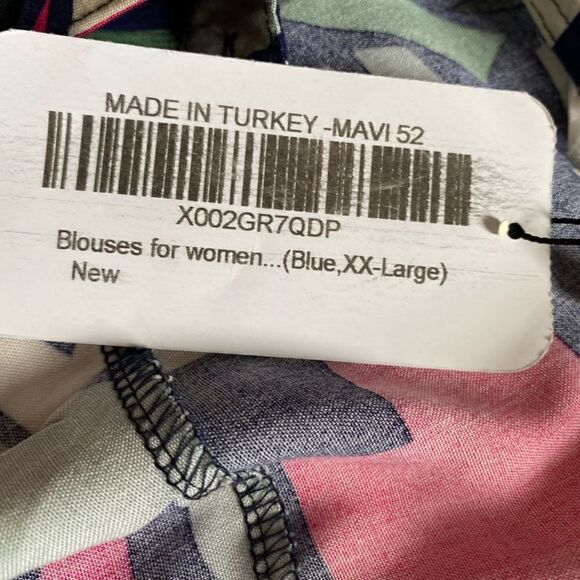 MADE IN TURKEY -MAVI 52
X002GR7QDP
Blouses for women...(Blue,XX-Large)
New